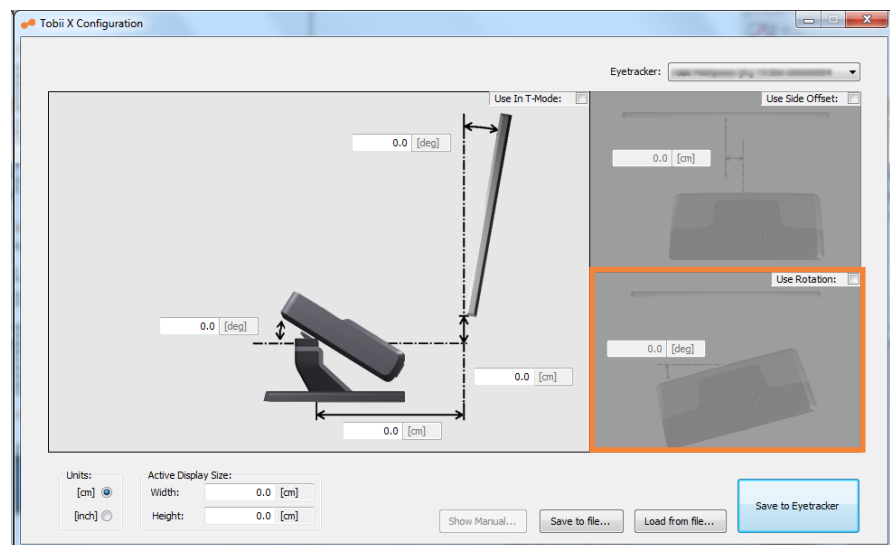 Tobii X Configuration
Eyetracker:
Use In T-Mode:
Use Side Offset:
0.0 [deg]
0.0 [cm]
Use Rotation:
0.0 [deg]
0.0 [deg]
0.0 [cm]
0.0 [cm]
Units:
[cm]
[inch]
Active Display Size:
Width: 0.0 [cm]
Height: 0.0 [cm]
Show Manual...
Save to file...
Load from file...
Save to Eyetracker